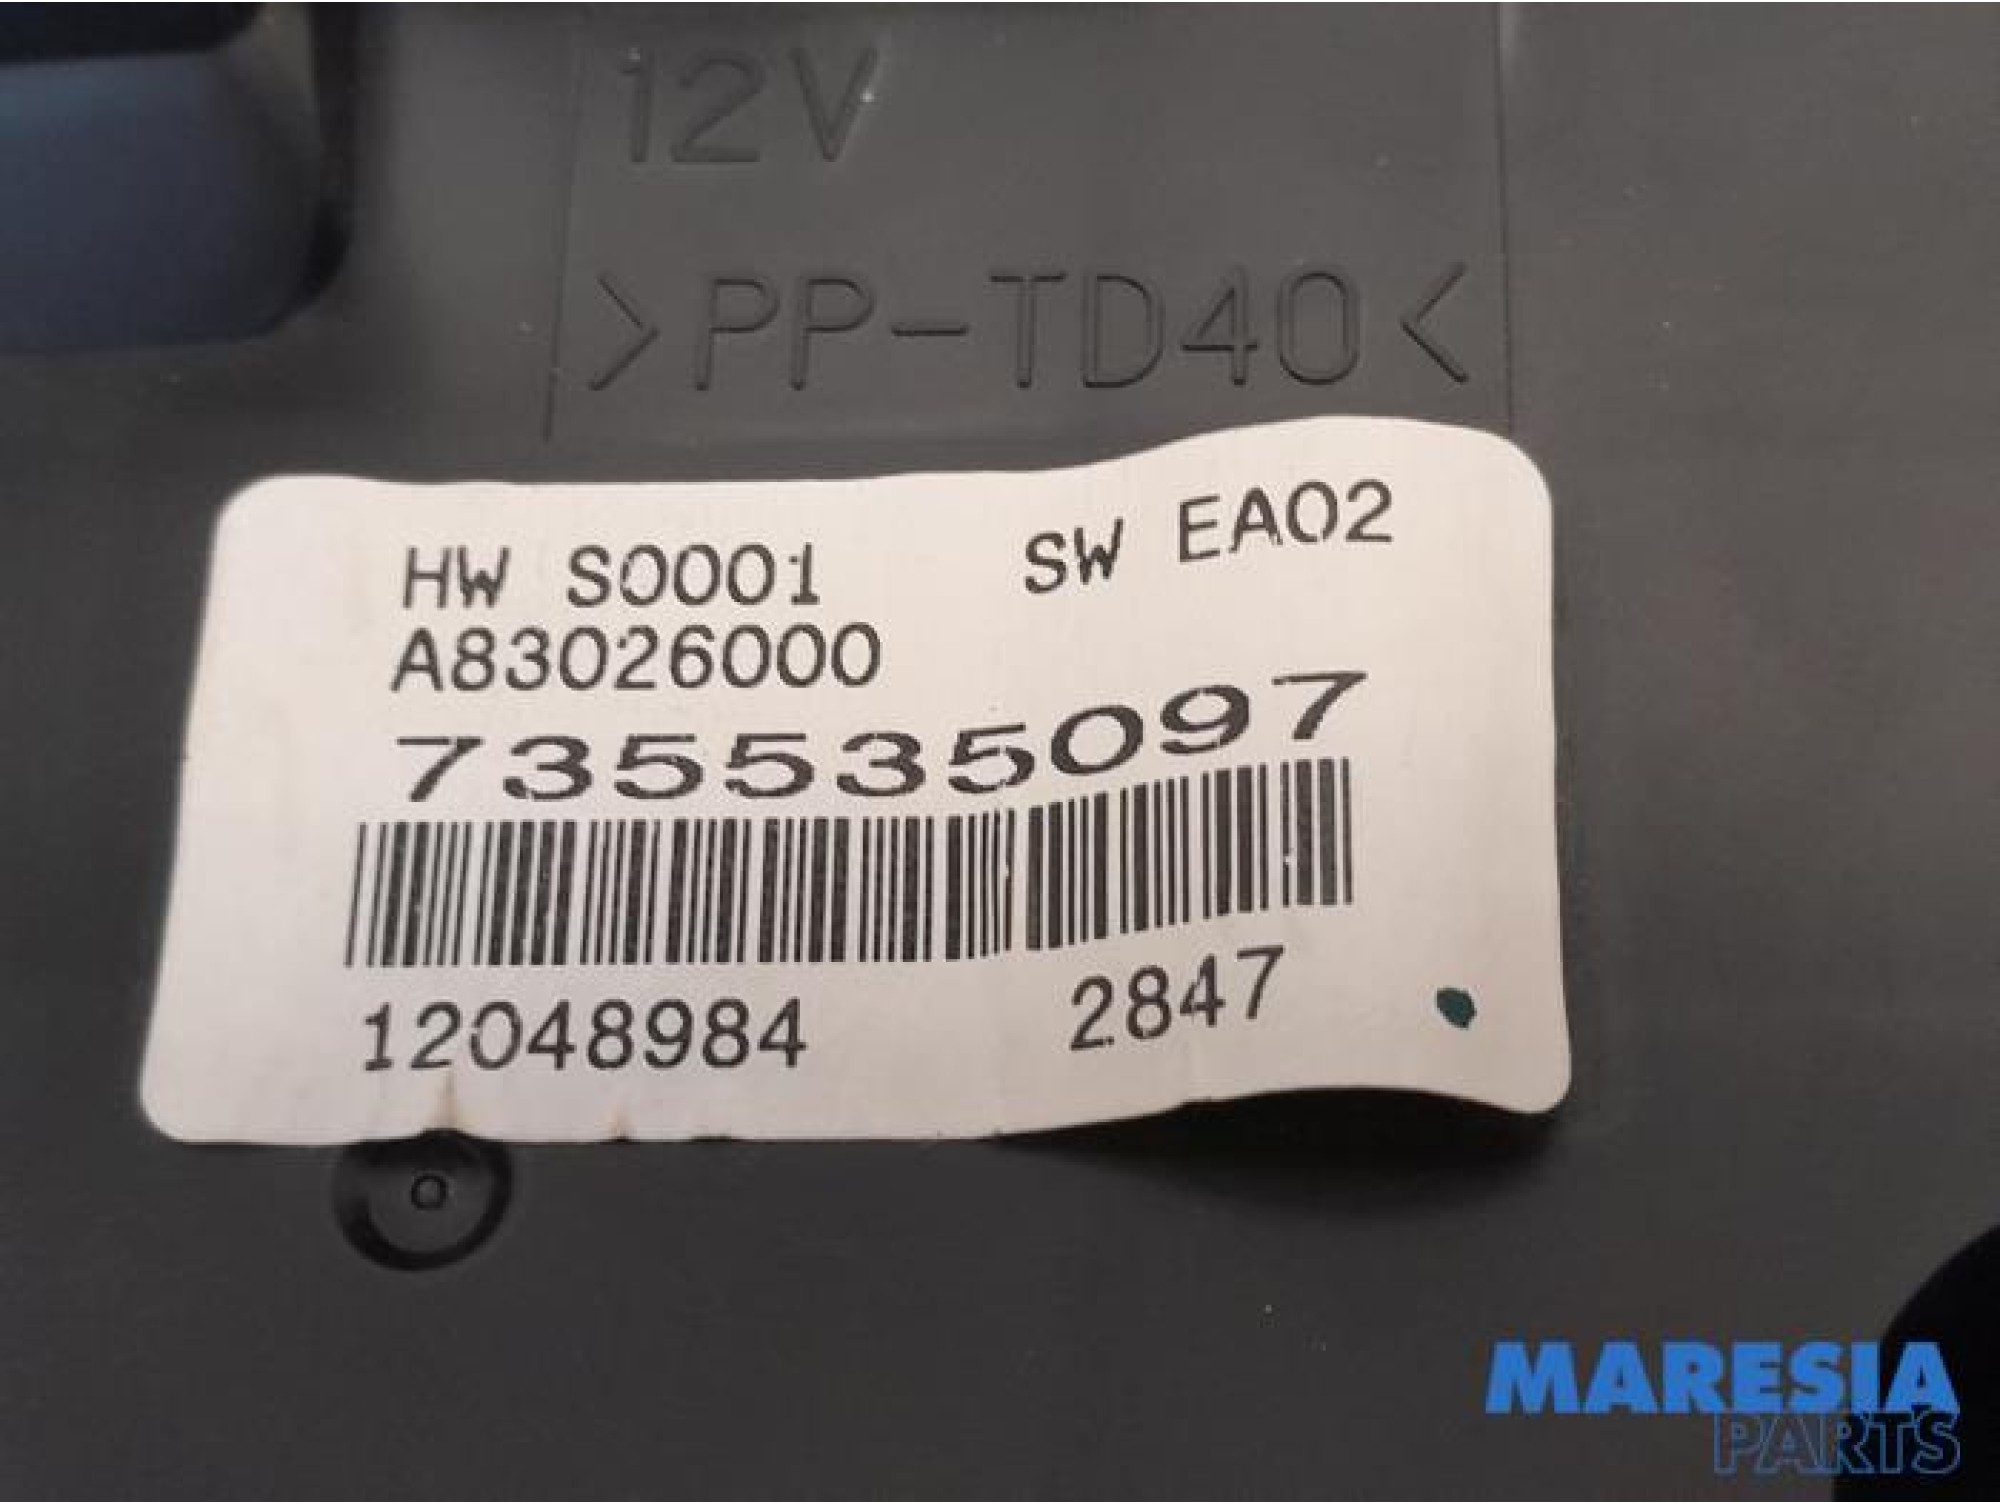 12V
>PP-TD40<
HW S0001 SW EA02
A83026000
735535097
12048984 2847
MARESIA
PARTS